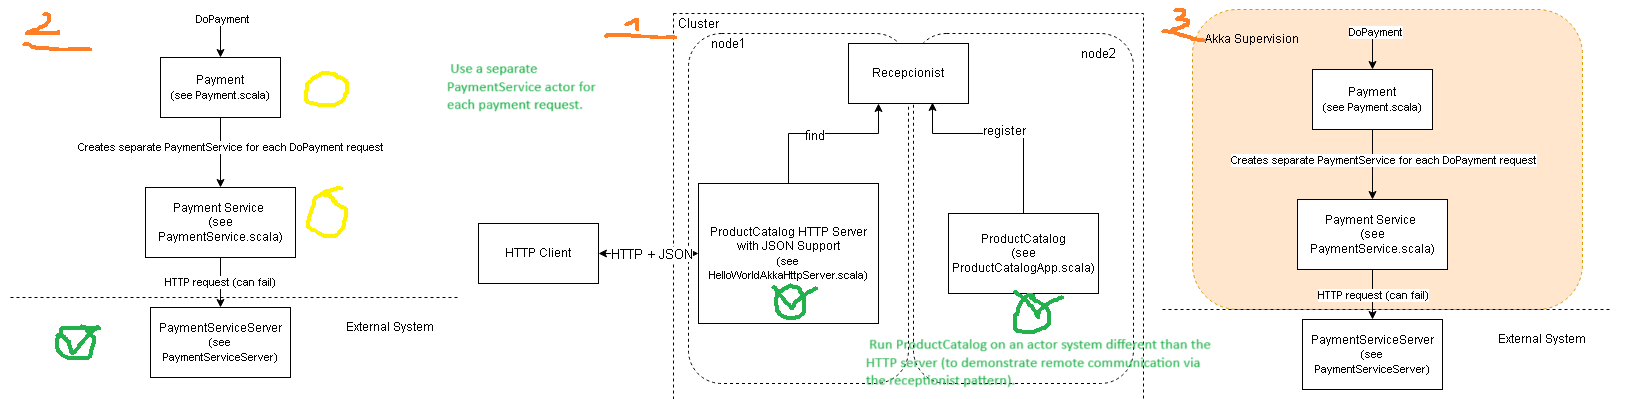 2
DoPayment
Payment
(see Payment.scala)
Creates separate PaymentService for each DoPayment request
Payment Service
(see
PaymentService.scala)
HTTP request (can fail)
PaymentServiceServer
(see
PaymentServiceServer)
External System
Use a separate
PaymentService actor for
each payment request.
1
Cluster
node1
node2
Recepcionist
find
register
HTTP Client
HTTP + JSON
ProductCatalog HTTP Server
with JSON Support
(see
HelloWorldAkkaHttpServer.scala)
ProductCatalog
(see
ProductCatalogApp.scala)
Run ProductCatalog on an actor system different than the
HTTP server (to demonstrate remote communication via
the receptionist pattern).
3
Akka Supervision
DoPayment
Payment
(see Payment.scala)
Creates separate PaymentService for each DoPayment request
Payment Service
(see
PaymentService.scala)
HTTP request (can fail)
PaymentServiceServer
(see
PaymentServiceServer)
External System